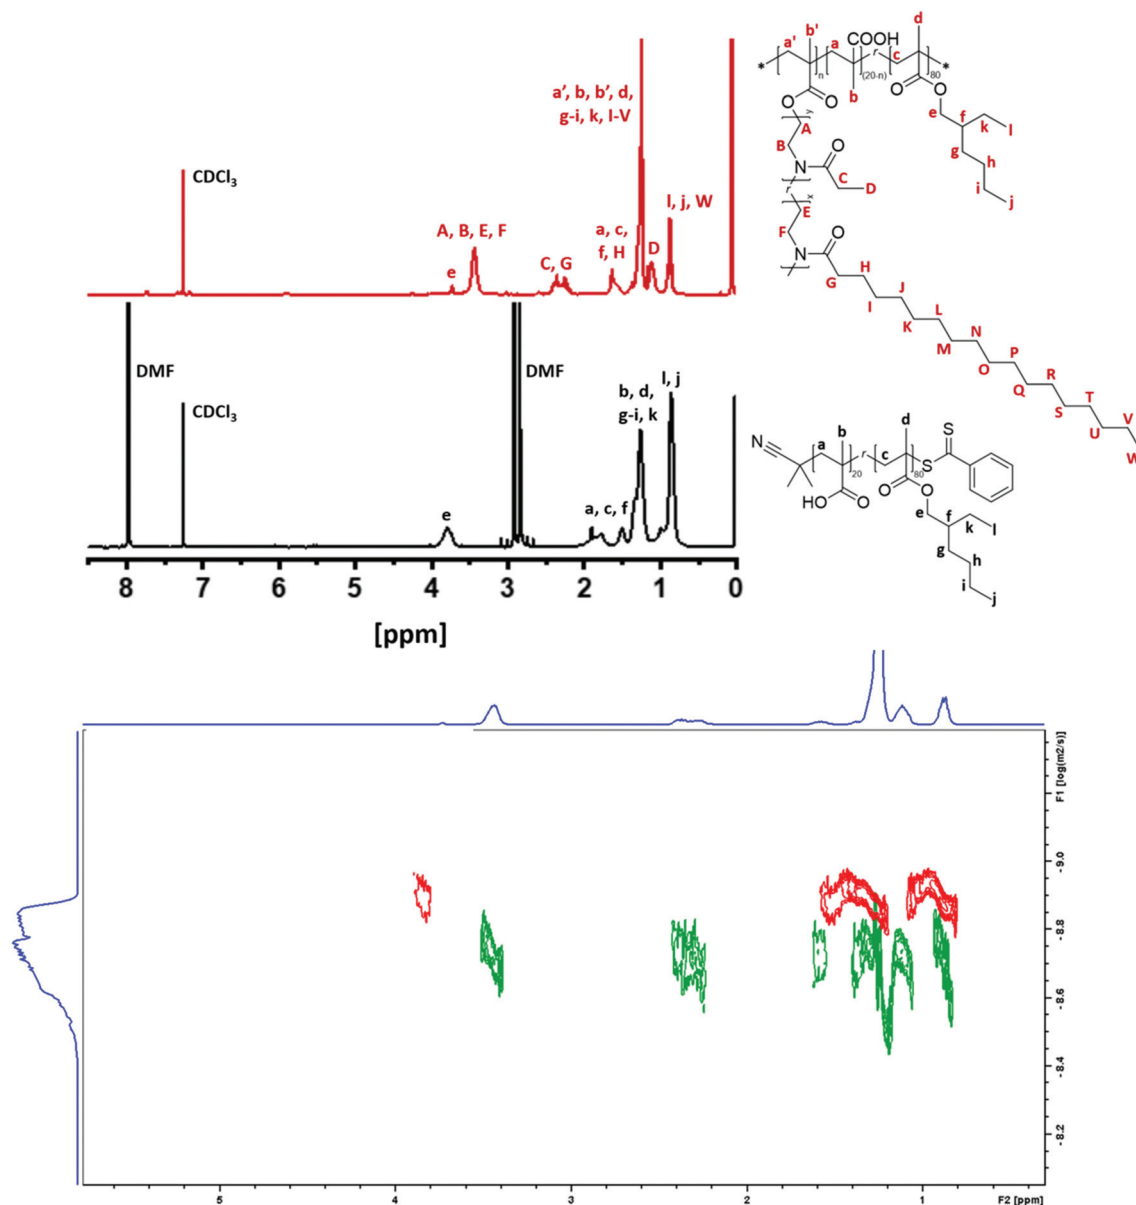 a', b, b', d,
g-i, k, l-V
CDCl3
A, B, E, F
e
C, G
a, c,
f, H
D
l, j, W
DMF
CDCl3
e
DMF
a, c, f
b, d,
g-i, k
l, j
8 7 6 5 4 3 2 1 0
[ppm]
a' b' a COOH r c d
* n b (20-n) 80 *
O O O
O
e f k l
g h
i j
y
A
B
N O
C D
r x
E
F
N O
G H
I J
K L
M N
O P
Q R
S T
U V
W
N a b r c d S
20 80 S
HO O O O
e f k l
g h
i j
F1 [log(m2/s)]
- 9.0
- 8.8
- 8.6
- 8.4
- 8.2
5 4 3 2 1 F2 [ppm]